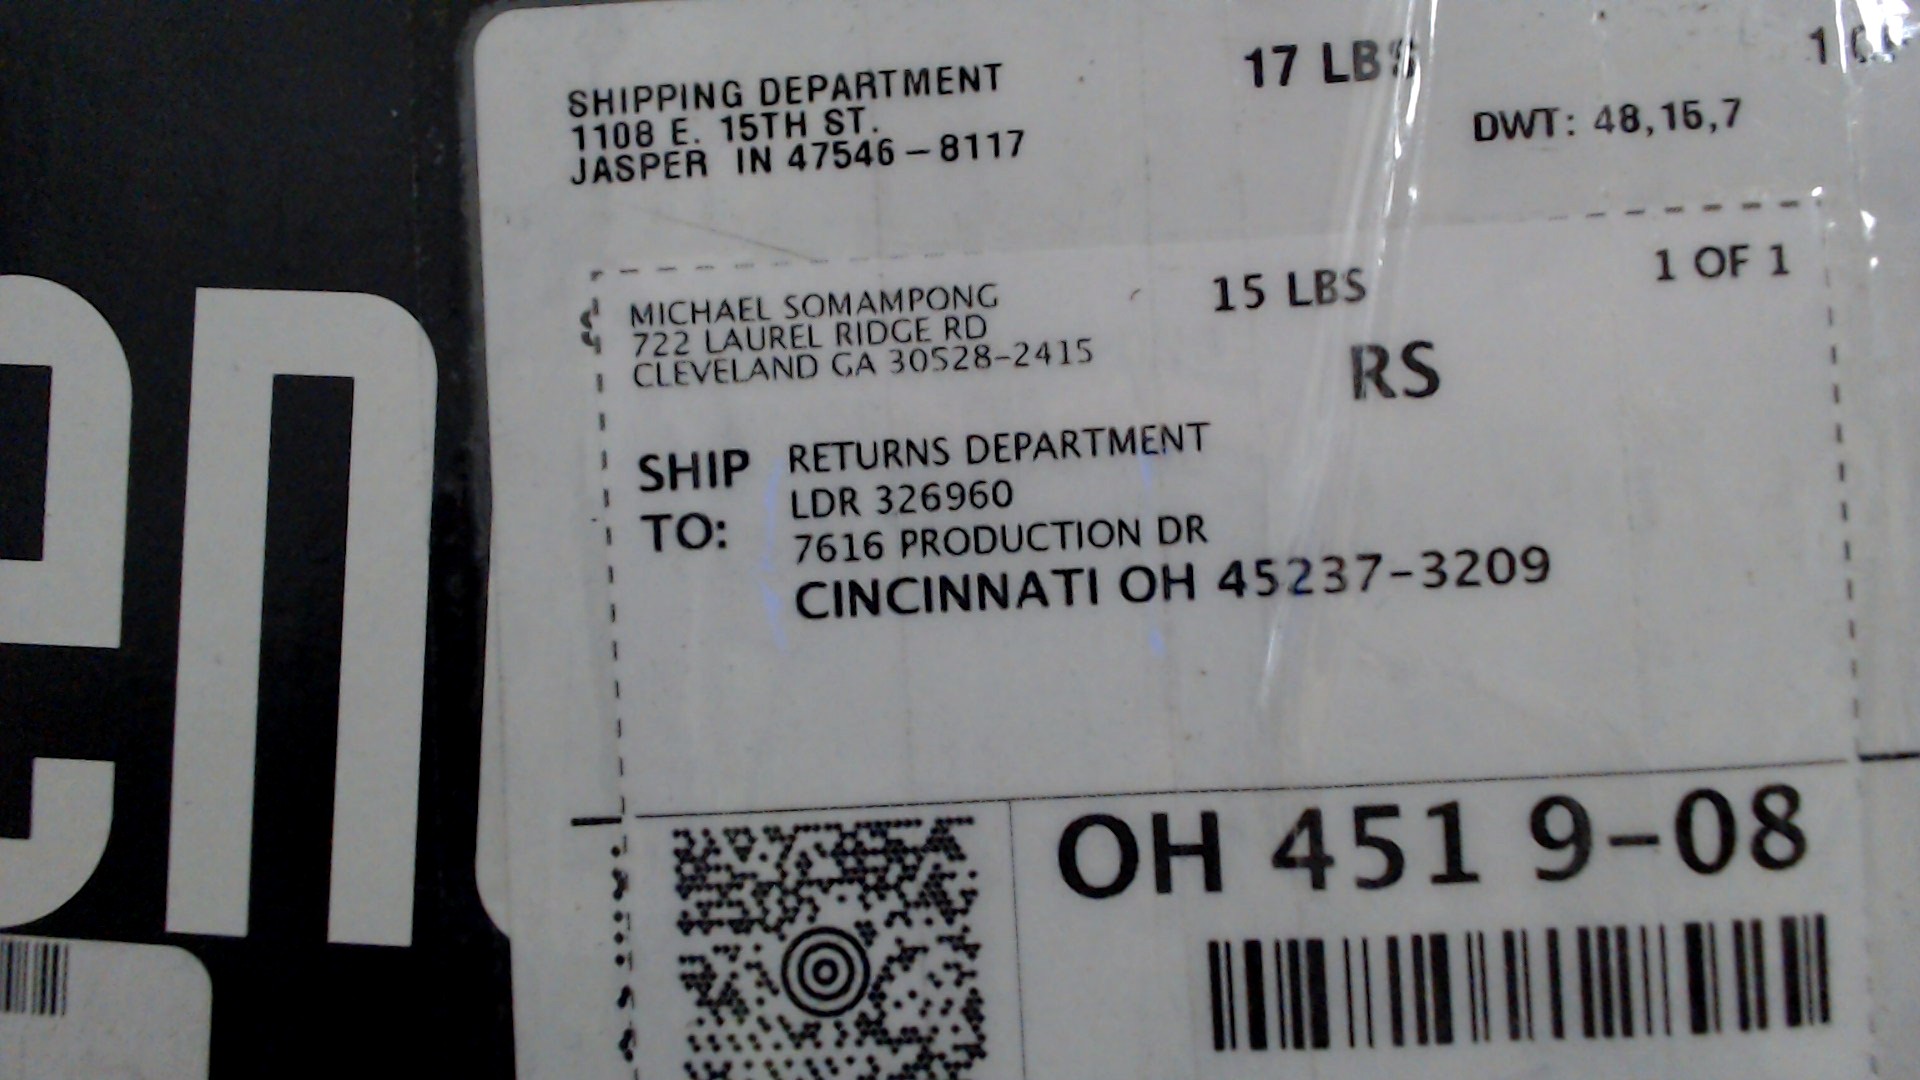 SHIPPING DEPARTMENT
1108 E. 15TH ST.
JASPER IN 47546-8117
17 LBS
DWT: 48,15,7
MICHAEL SOMAMPONG
722 LAUREL RIDGE RD
CLEVELAND GA 30528-2415
15 LBS
1 OF 1
RS
SHIP TO:
RETURNS DEPARTMENT
LDR 326960
7616 PRODUCTION DR
CINCINNATI OH 45237-3209
OH 451 9-08
en